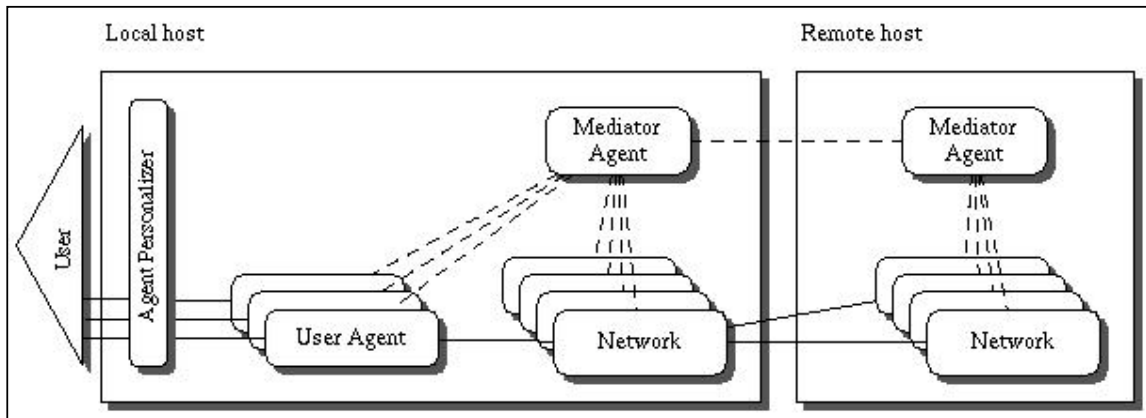 Local host
Remote host
User
Agent Personalizer
Mediator
Agent
Mediator
Agent
User Agent
Network
Network